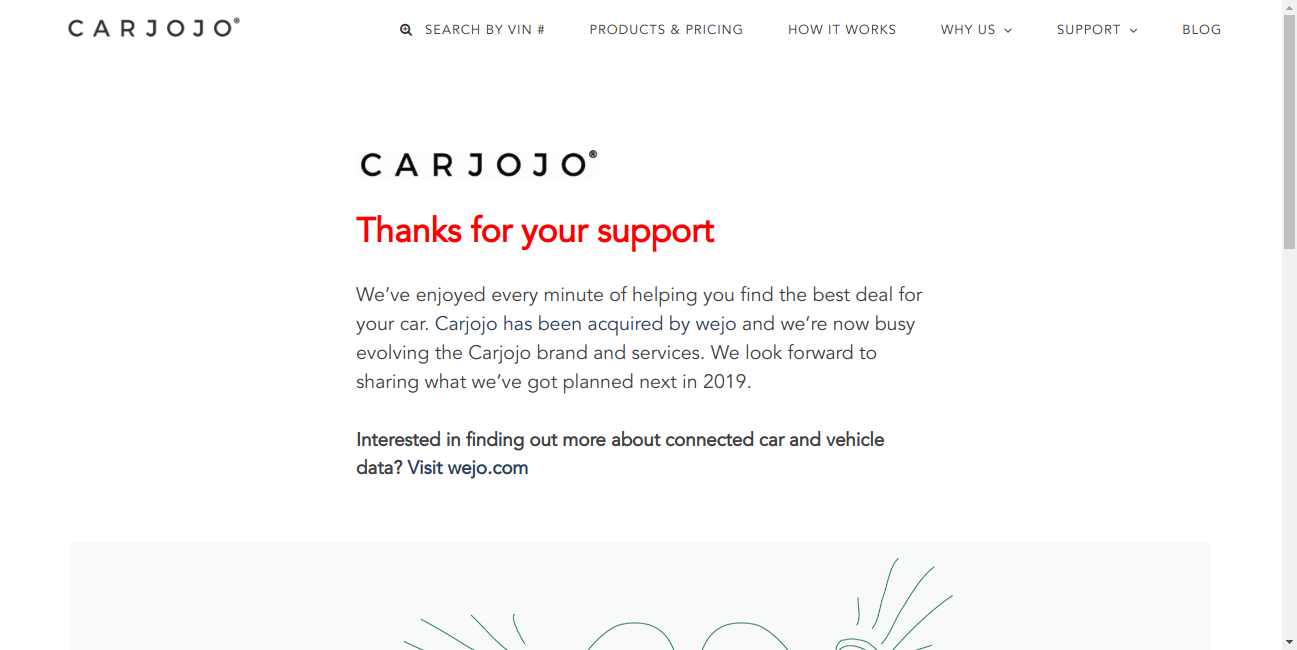 CARJOJO®
SEARCH BY VIN #
PRODUCTS & PRICING
HOW IT WORKS
WHY US
SUPPORT
BLOG
CARJOJO®
Thanks for your support
We’ve enjoyed every minute of helping you find the best deal for
your car. Carjojo has been acquired by wejo and we’re now busy
evolving the Carjojo brand and services. We look forward to
sharing what we’ve got planned next in 2019.
Interested in finding out more about connected car and vehicle
data? Visit wejo.com